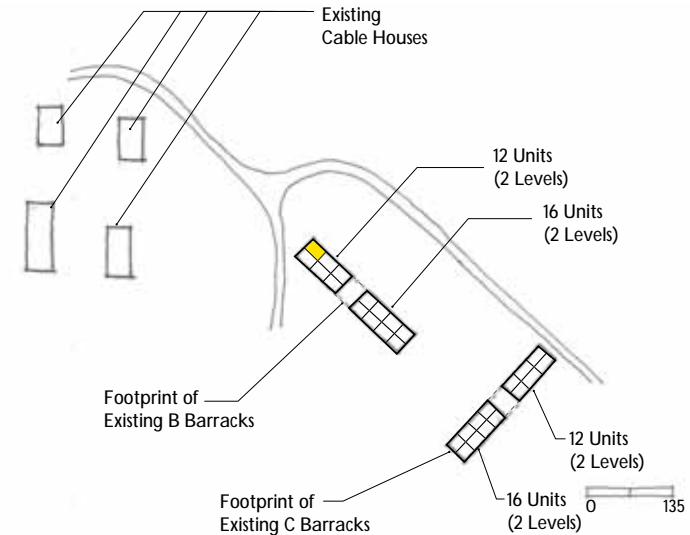 Existing
Cable Houses
12 Units
(2 Levels)
16 Units
(2 Levels)
Footprint of
Existing B Barracks
12 Units
(2 Levels)
Footprint of
Existing C Barracks
16 Units
(2 Levels)
0 135